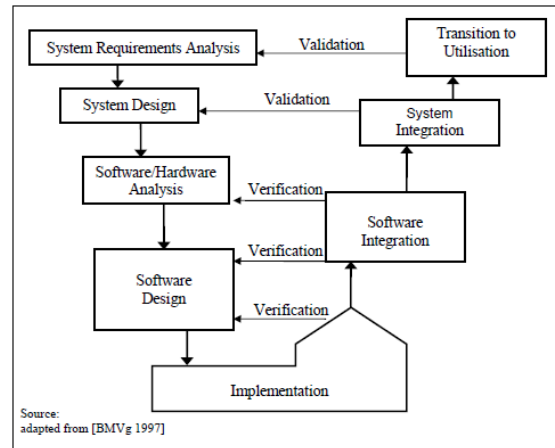 System Requirements Analysis
Validation
Transition to
Utilisation
System Design
Validation
System
Integration
Software/Hardware
Analysis
Verification
Software
Integration
Verification
Software
Design
Verification
Implementation
Source:
adapted from [BMVg 1997]